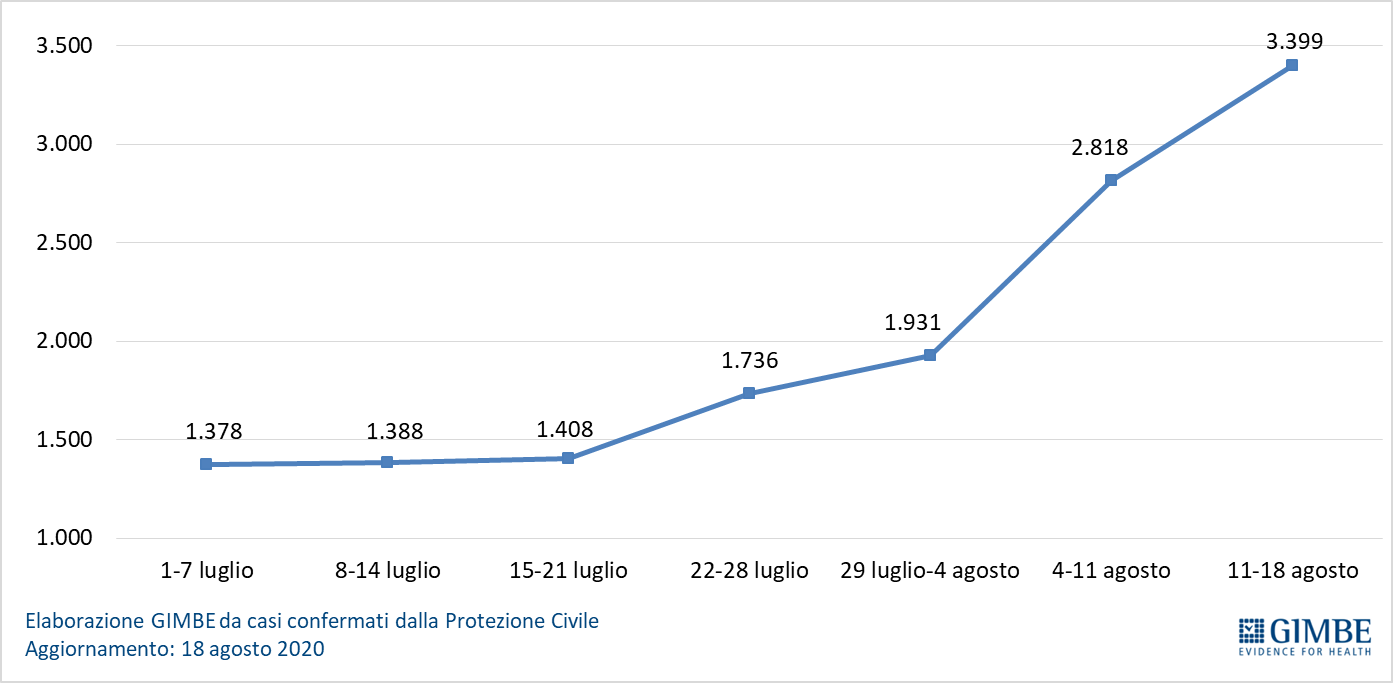 3.500
3.399
3.000
2.818
2.500
2.000
1.931
1.736
1.500
1.378
1.388
1.408
1.000
1-7 luglio
8-14 luglio
15-21 luglio
22-28 luglio
29 luglio-4 agosto
4-11 agosto
11-18 agosto
Elaborazione GIMBE da casi confermati dalla Protezione Civile
Aggiornamento: 18 agosto 2020
GIMBE
EVIDENCE FOR HEALTH